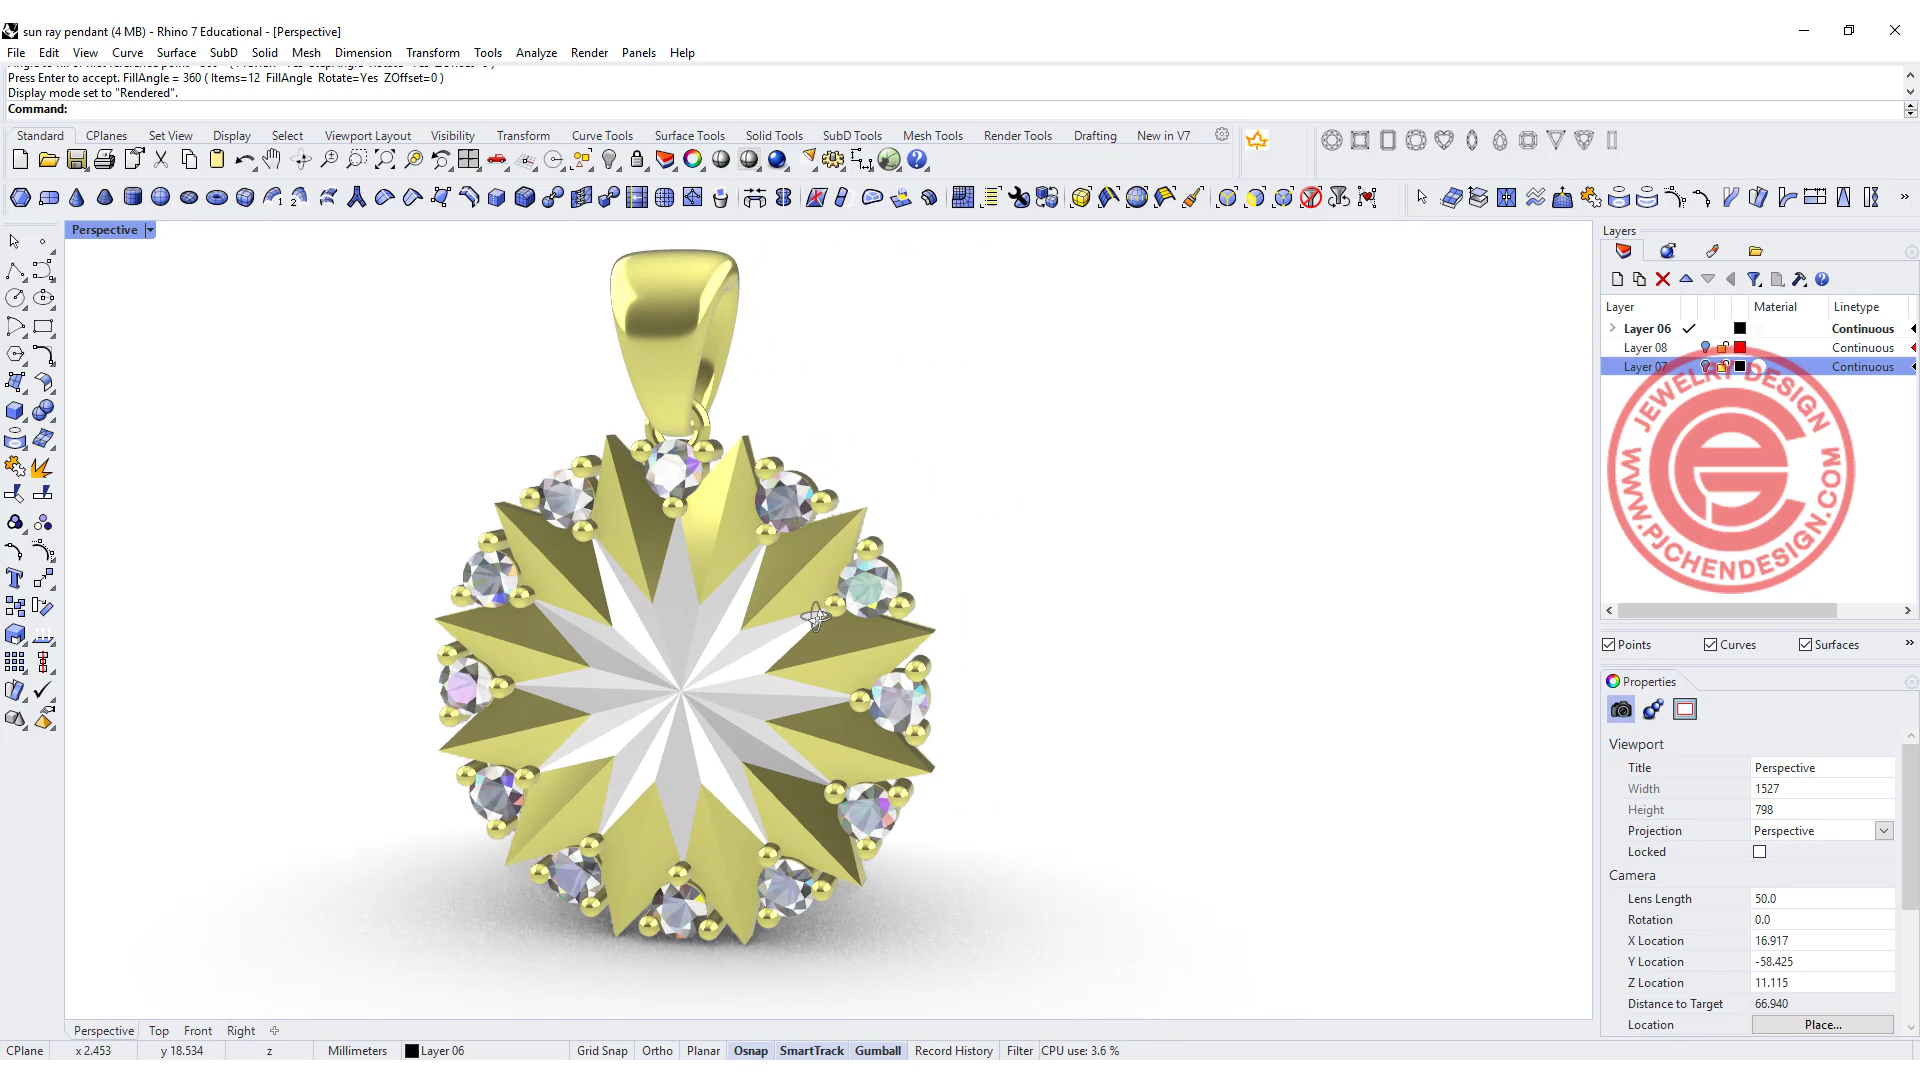 sun ray pendant (4 MB) - Rhino 7 Educational - [Perspective]
File Edit View Curve Surface SubD Solid Mesh Dimension Transform Tools Analyze Render Panels Help
Press Enter to accept. FillAngle = 360 ( Items=12 FillAngle Rotate=Yes ZOffset=0 )
Display mode set to "Rendered".
Command:
Standard CPlanes Set View Display Select Viewport Layout Visibility Transform Curve Tools Surface Tools Solid Tools SubD Tools Mesh Tools Render Tools Drafting New in V7
Perspective
Layers
Layer Material Linetype
Layer 06 Continuous
Layer 08 Continuous
Layer 07 Continuous
JEWELRY DESIGN
WWW.PJCHENDESIGN.COM
Points Curves Surfaces
Properties
Viewport
Title Perspective
Width 1527
Height 798
Projection Perspective
Locked
Camera
Lens Length 50.0
Rotation 0.0
X Location 16.917
Y Location -58.425
Z Location 11.115
Distance to Target 66.940
Location Place...
Perspective Top Front Right
CPlane x 2.453 y 18.534 z Millimeters Layer 06 Grid Snap Ortho Planar Osnap SmartTrack Gumball Record History Filter CPU use: 3.6 %